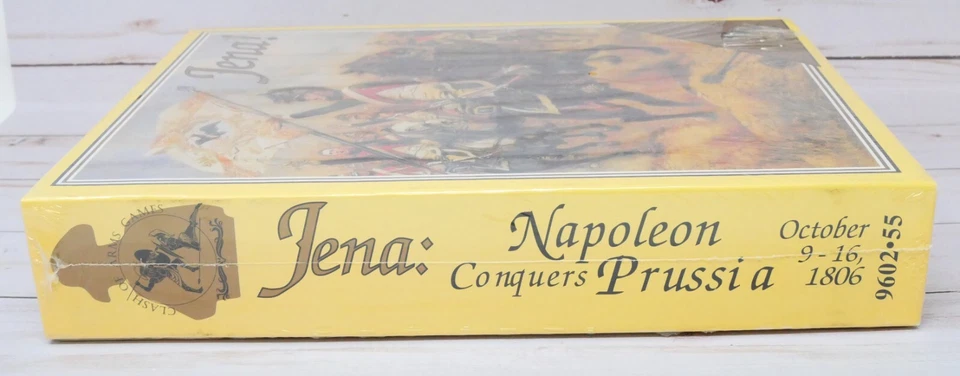 Jena!
CLASH OF ARMS GAMES
Jena:
Napoleon
Conquers Prussia
October
9-16,
1806
9602•55